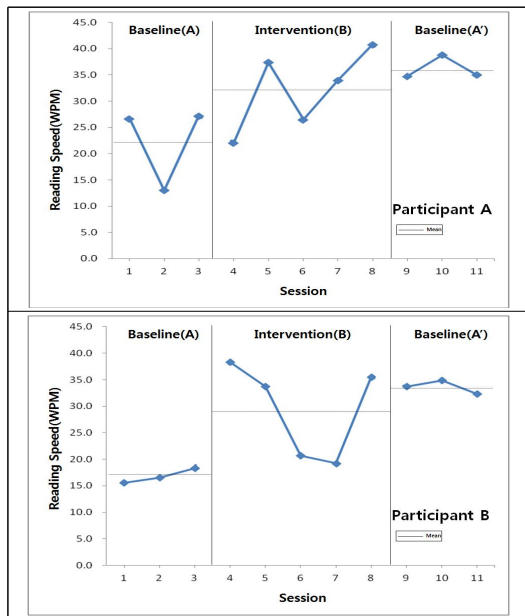 Baseline(A) Intervention(B) Baseline(A')
45.0
40.0
35.0
30.0
25.0
20.0
15.0
10.0
5.0
0.0
Reading Speed(WPM)
Participant A
Mean
1 2 3 4 5 6 7 8 9 10 11
Session
Baseline(A) Intervention(B) Baseline(A')
45.0
40.0
35.0
30.0
25.0
20.0
15.0
10.0
5.0
0.0
Reading Speed(WPM)
Participant B
Mean
1 2 3 4 5 6 7 8 9 10 11
Session